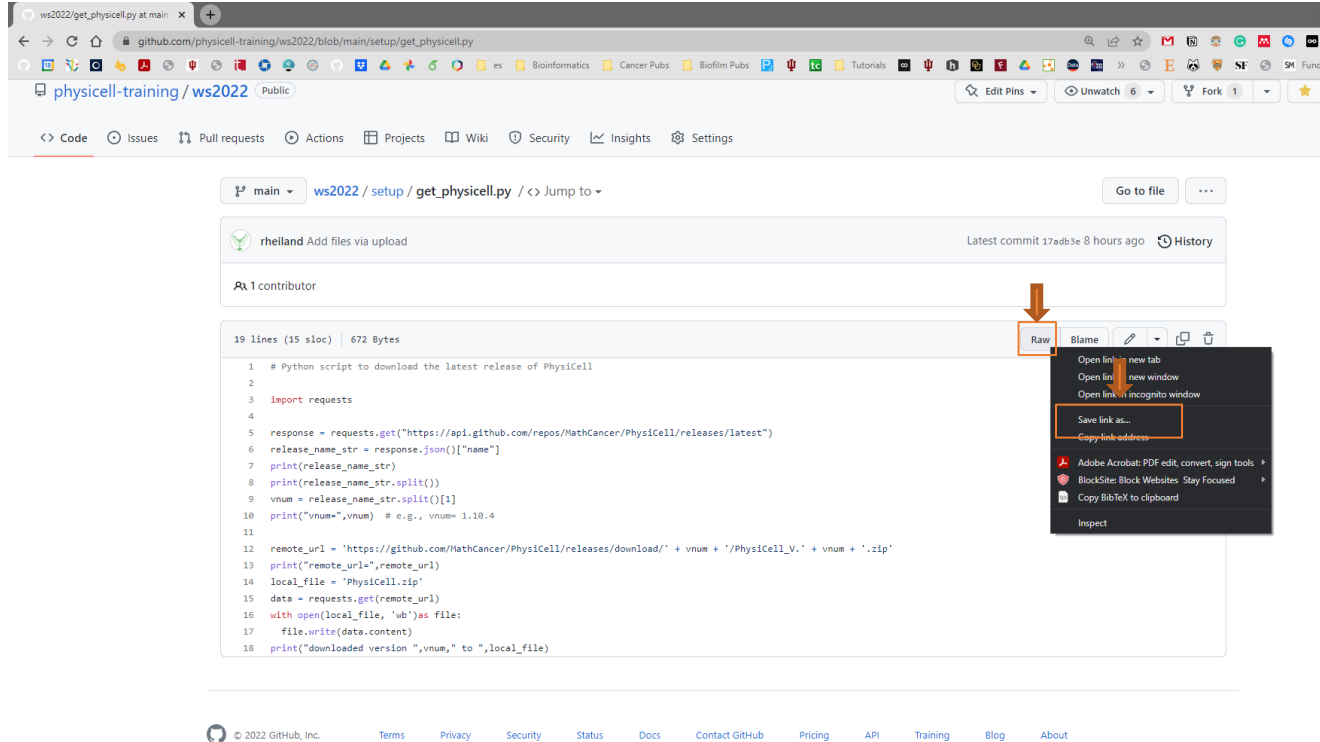 ws2022/get_physicell.py at main
github.com/physicell-training/ws2022/blob/main/setup/get_physicell.py
es Bioinformatics Cancer Pubs Biofilm Pubs Tutorials SM Fund
physicell-training / ws2022 Public
Edit Pins Unwatch 6 Fork 1
Code Issues Pull requests Actions Projects Wiki Security Insights Settings
main ws2022 / setup / get_physicell.py / <> Jump to
Go to file ...
rheiland Add files via upload
Latest commit 17adb3e 8 hours ago History
1 contributor
19 lines (15 sloc) 672 Bytes
Raw Blame
1 # Python script to download the latest release of PhysiCell
2
3 import requests
4
5 response = requests.get("https://api.github.com/repos/MathCancer/PhysiCell/releases/latest")
6 release_name_str = response.json()["name"]
7 print(release_name_str)
8 print(release_name_str.split())
9 vnum = release_name_str.split()[1]
10 print("vnum=",vnum) # e.g., vnum= 1.10.4
11
12 remote_url = 'https://github.com/MathCancer/PhysiCell/releases/download/' + vnum + '/PhysiCell_V.' + vnum + '.zip'
13 print("remote_url=",remote_url)
14 local_file = 'PhysiCell.zip'
15 data = requests.get(remote_url)
16 with open(local_file, 'wb')as file:
17 file.write(data.content)
18 print("downloaded version ",vnum," to ",local_file)
Open link in new tab
Open link in new window
Open link in incognito window
Save link as...
Copy link address
Adobe Acrobat: PDF edit, convert, sign tools
BlockSite: Block Websites Stay Focused
Copy BibTeX to clipboard
Inspect
© 2022 GitHub, Inc. Terms Privacy Security Status Docs Contact GitHub Pricing API Training Blog About